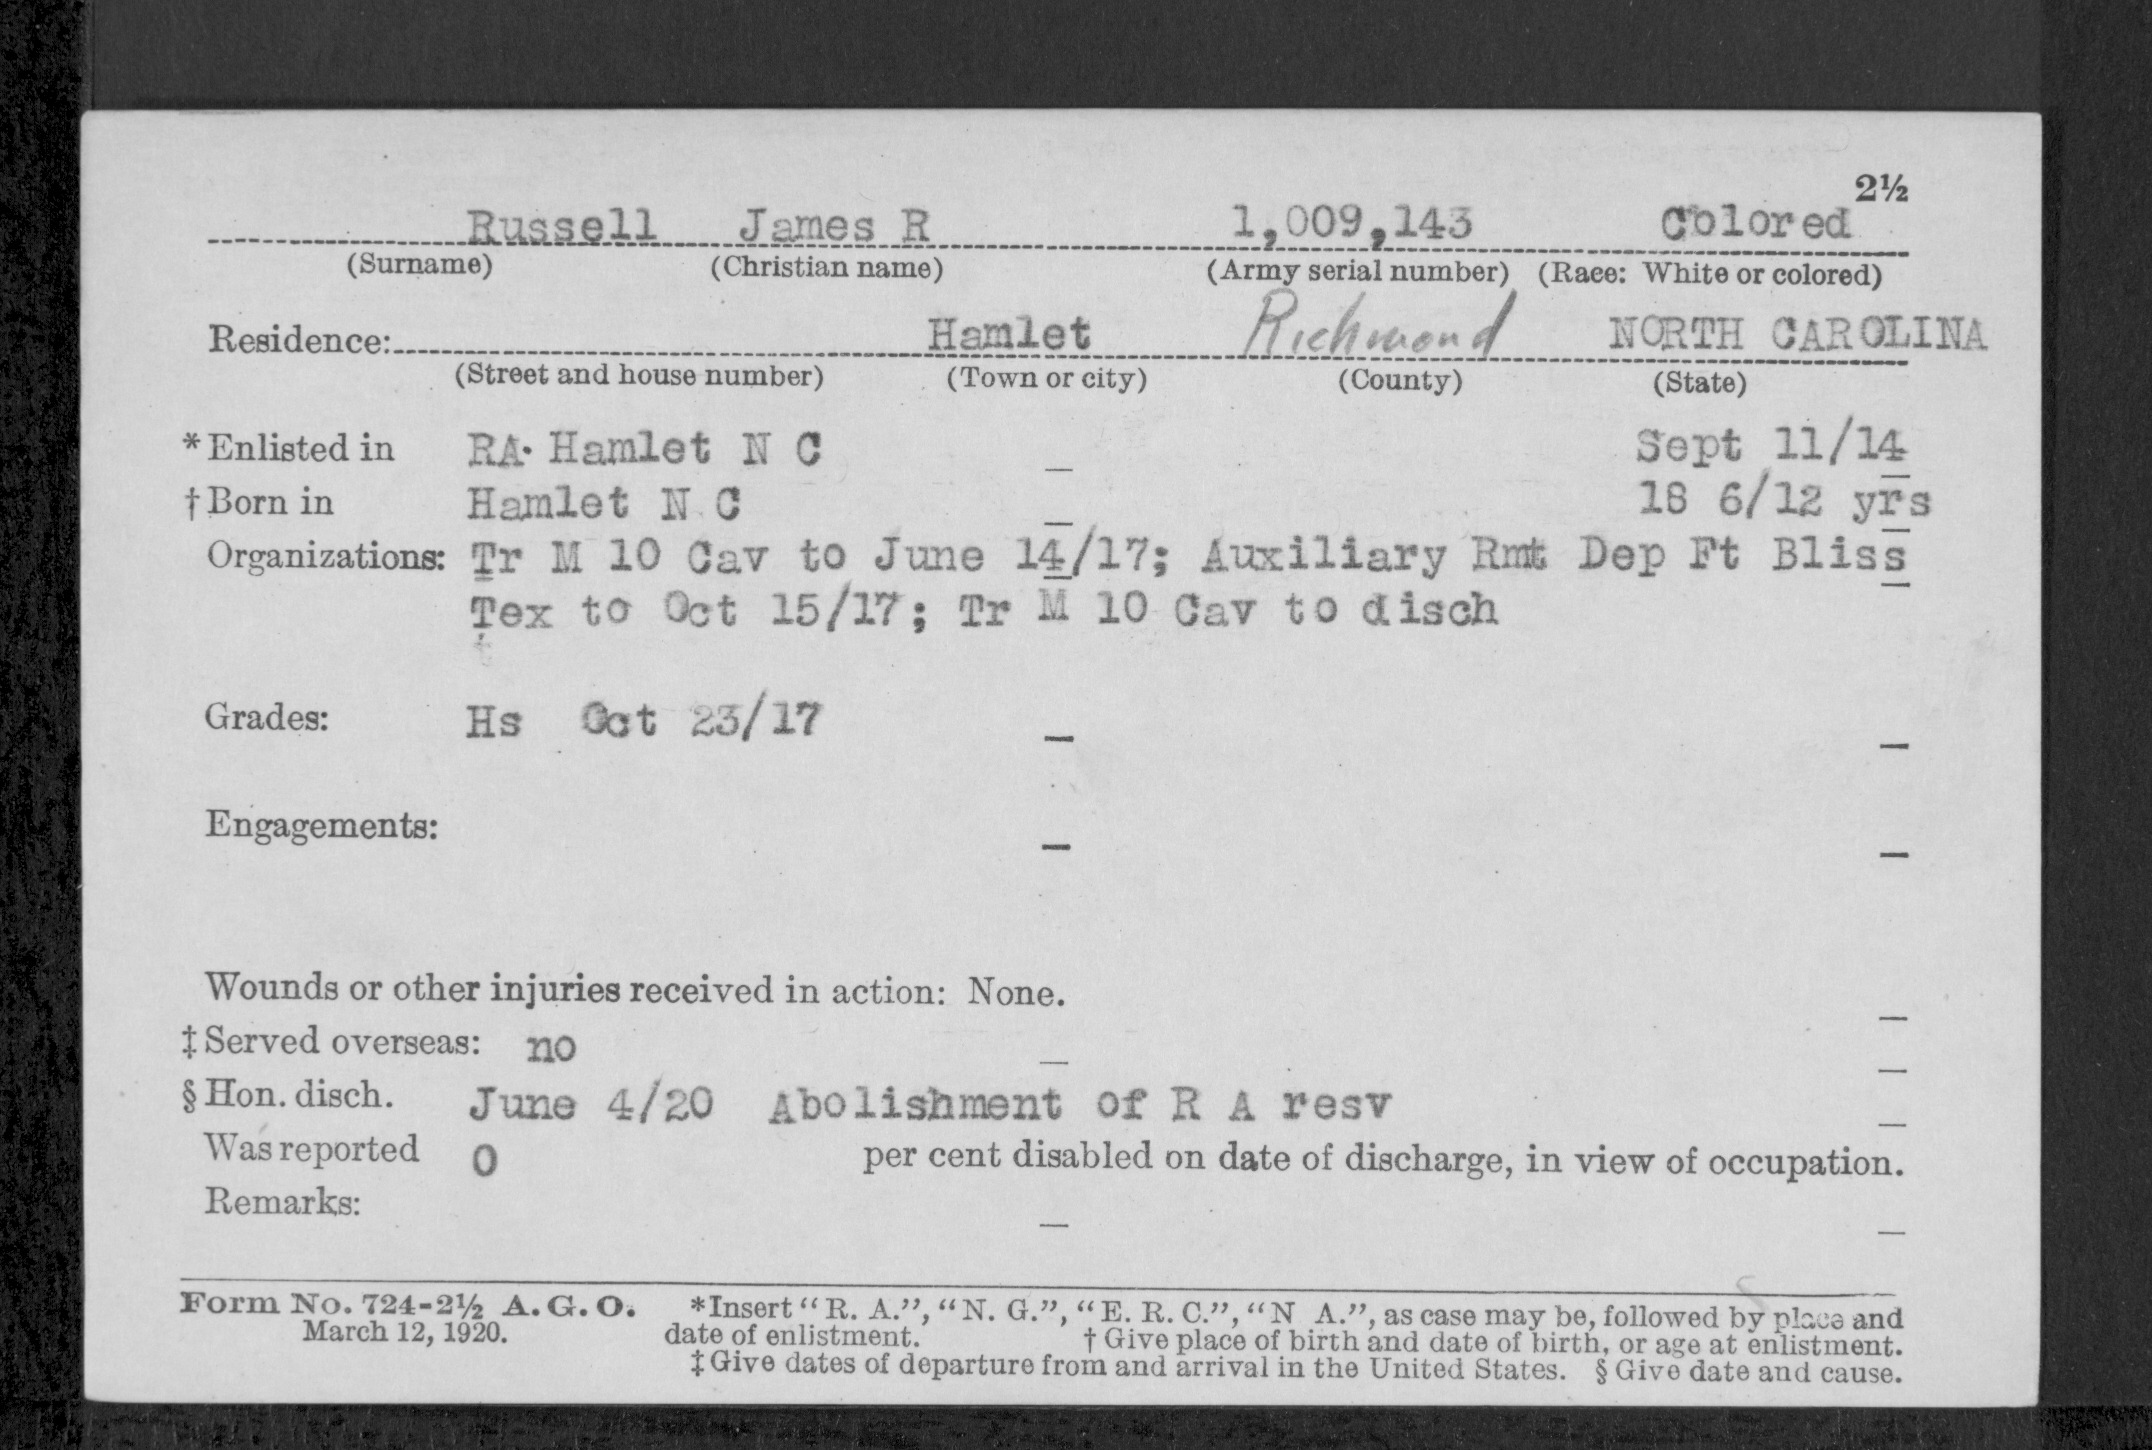 2½
Russell James R 1,009,143 Colored
(Surname) (Christian name) (Army serial number) (Race: White or colored)
Residence: Hamlet Richmond NORTH CAROLINA
(Street and house number) (Town or city) (County) (State)
*Enlisted in RA. Hamlet N C _ Sept 11/14
†Born in Hamlet N C _ 18 6/12 yrs
Organizations: Tr M 10 Cav to June 14/17; Auxiliary Rmt Dep Ft Bliss
Tex to Oct 15/17; Tr M 10 Cav to disch
Grades: Hs Oct 23/17 _ _
Engagements: _ _
Wounds or other injuries received in action: None. _
‡Served overseas: no _ _
§Hon. disch. June 4/20 Abolishment of R A resv _
Was reported 0 per cent disabled on date of discharge, in view of occupation.
Remarks: _ _
Form No. 724-2½ A.G.O. *Insert "R. A.", "N. G.", "E. R. C.", "N A.", as case may be, followed by place and
March 12, 1920. date of enlistment. †Give place of birth and date of birth, or age at enlistment.
‡Give dates of departure from and arrival in the United States. §Give date and cause.